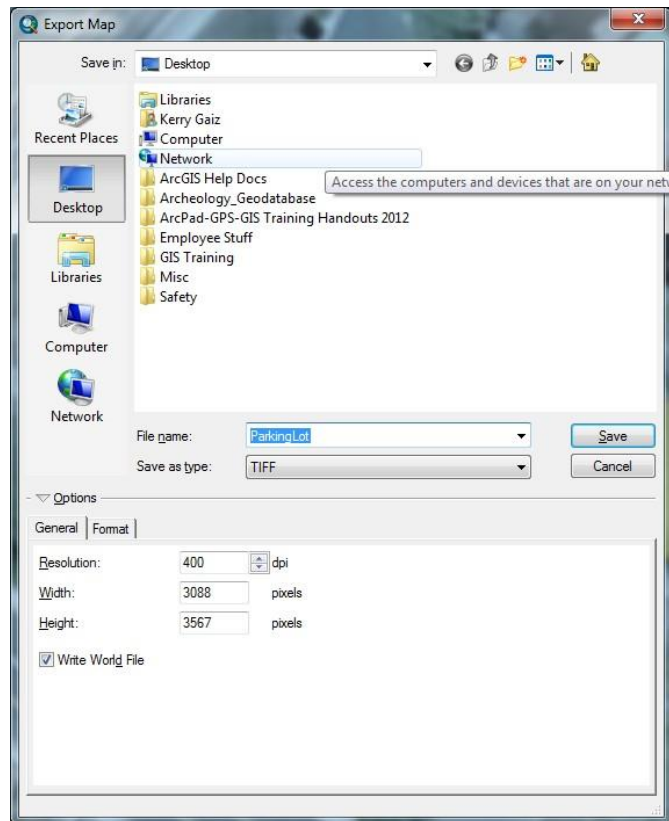 Export Map
Save in: Desktop
Recent Places
Desktop
Libraries
Computer
Network
Libraries
Kerry Gaiz
Computer
Network
Access the computers and devices that are on your netw
ArcGIS Help Docs
Archeology_Geodatabase
ArcPad-GPS-GIS Training Handouts 2012
Employee Stuff
GIS Training
Misc
Safety
File name: ParkingLot Save
Save as type: TIFF Cancel
Options
General Format
Resolution: 400 dpi
Width: 3088 pixels
Height: 3567 pixels
Write World File